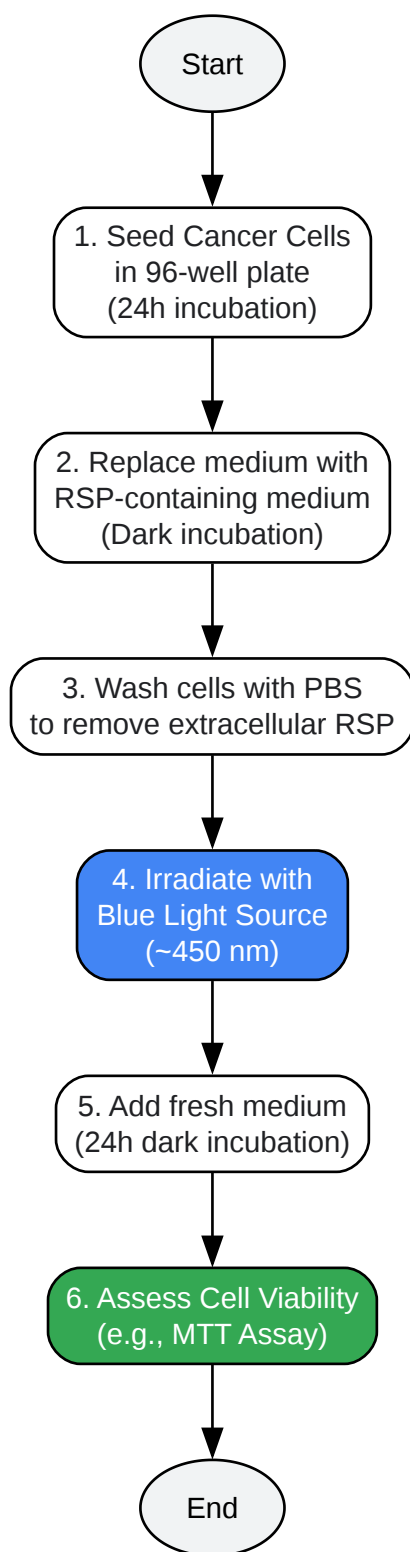 Start
1. Seed Cancer Cells
in 96-well plate
(24h incubation)
2. Replace medium with
RSP-containing medium
(Dark incubation)
3. Wash cells with PBS
to remove extracellular RSP
4. Irradiate with
Blue Light Source
(~450 nm)
5. Add fresh medium
(24h dark incubation)
6. Assess Cell Viability
(e.g., MTT Assay)
End